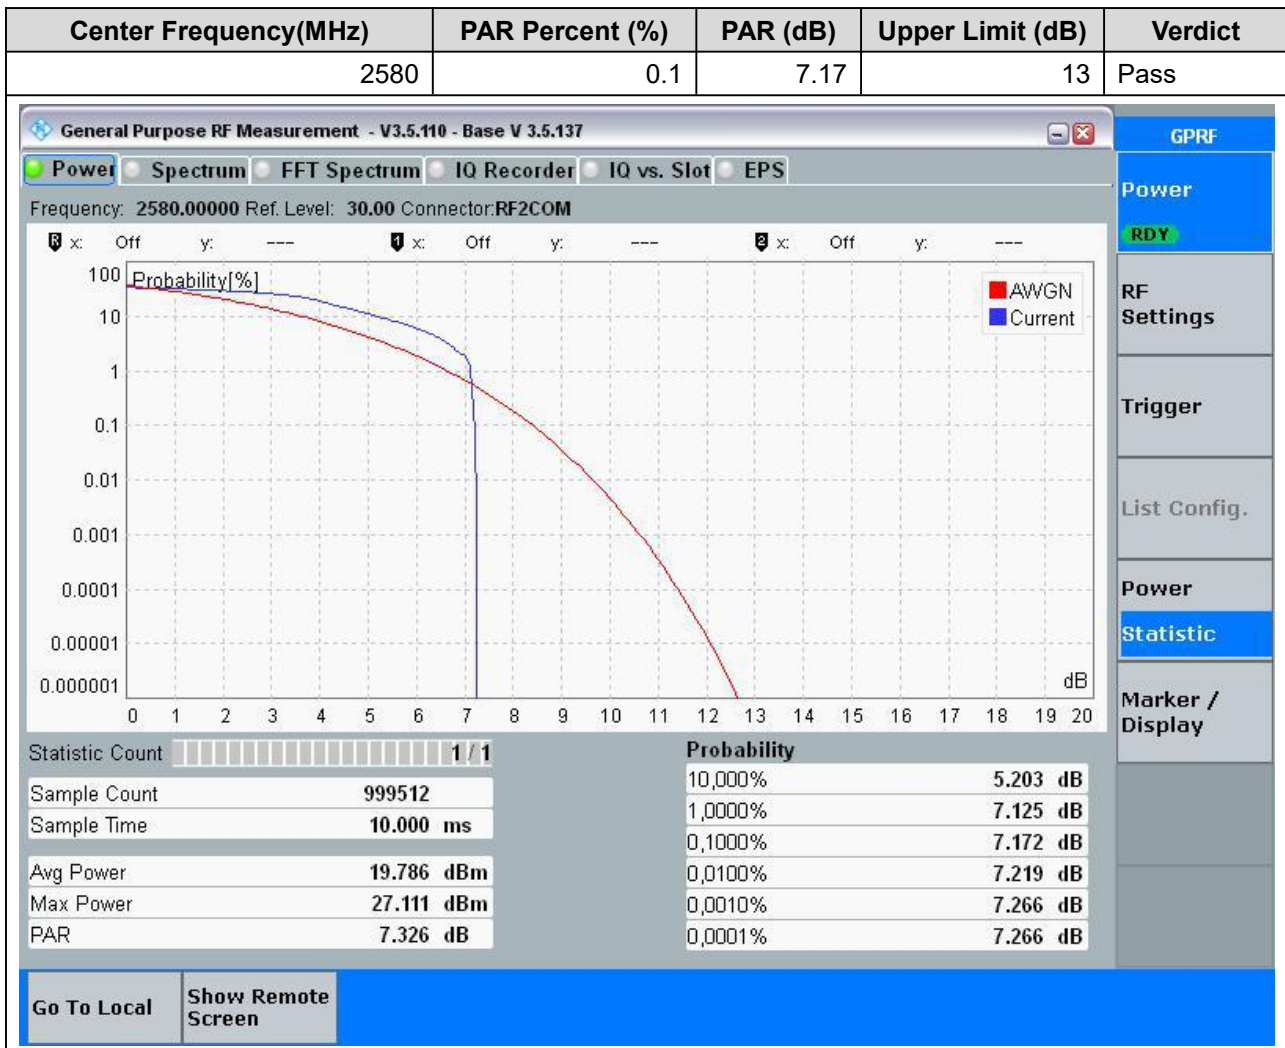 Center Frequency(MHz) PAR Percent (%) PAR (dB) Upper Limit (dB) Verdict
2580 0.1 7.17 13 Pass
General Purpose RF Measurement - V3.5.110 - Base V 3.5.137
GPRF
Power Spectrum FFT Spectrum IQ Recorder IQ vs. Slot EPS
Power
RDY
Frequency: 2580.00000 Ref. Level: 30.00 Connector:RF2COM
R x: Off y: --- 1 x: Off y: --- 2 x: Off y: ---
Probability[%]
100
10
1
0.1
0.01
0.001
0.0001
0.00001
0.000001
AWGN
Current
dB
0 1 2 3 4 5 6 7 8 9 10 11 12 13 14 15 16 17 18 19 20
RF
Settings
Trigger
List Config.
Power
Statistic
Marker /
Display
Statistic Count 1 / 1
Sample Count 999512
Sample Time 10.000 ms
Avg Power 19.786 dBm
Max Power 27.111 dBm
PAR 7.326 dB
Probability
10,000% 5.203 dB
1,0000% 7.125 dB
0,1000% 7.172 dB
0,0100% 7.219 dB
0,0010% 7.266 dB
0,0001% 7.266 dB
Go To Local
Show Remote
Screen